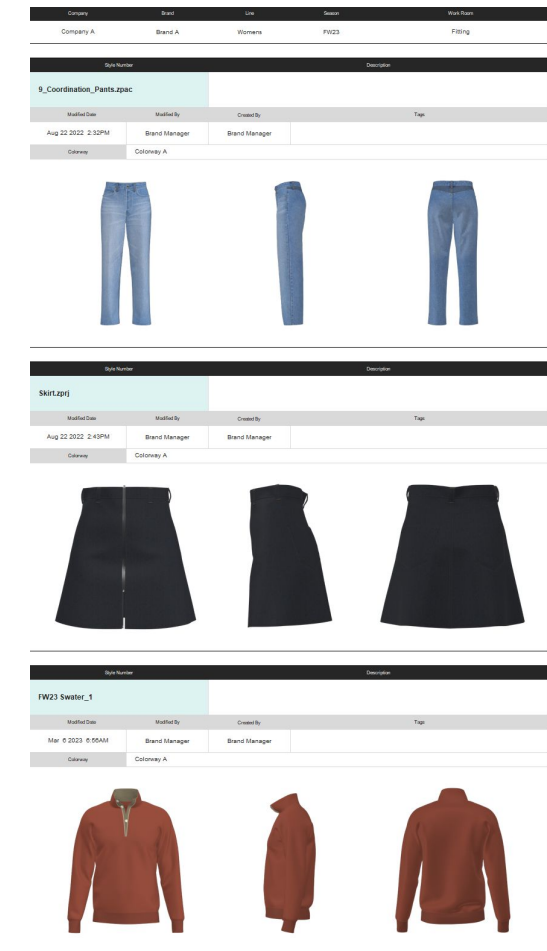 Company Brand Line Season Work Room
Company A Brand A Womens FW23 Fitting
Style Number Description
9_Coordination_Pants.zpac
Modified Date Modified By Created By Tags
Aug 22 2022 2:32PM Brand Manager Brand Manager
Colorway Colorway A
Style Number Description
Skirt.zprj
Modified Date Modified By Created By Tags
Aug 22 2022 2:43PM Brand Manager Brand Manager
Colorway Colorway A
Style Number Description
FW23 Swater_1
Modified Date Modified By Created By Tags
Mar 6 2023 6:56AM Brand Manager Brand Manager
Colorway Colorway A